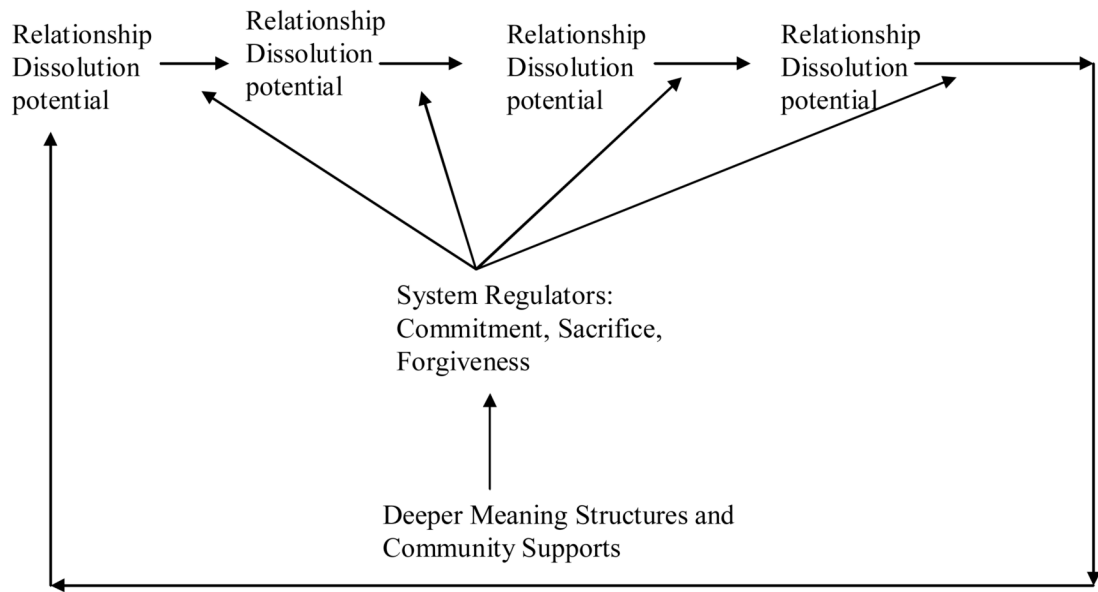 Relationship
Dissolution
potential
Relationship
Dissolution
potential
Relationship
Dissolution
potential
Relationship
Dissolution
potential
System Regulators:
Commitment, Sacrifice,
Forgiveness
Deeper Meaning Structures and
Community Supports